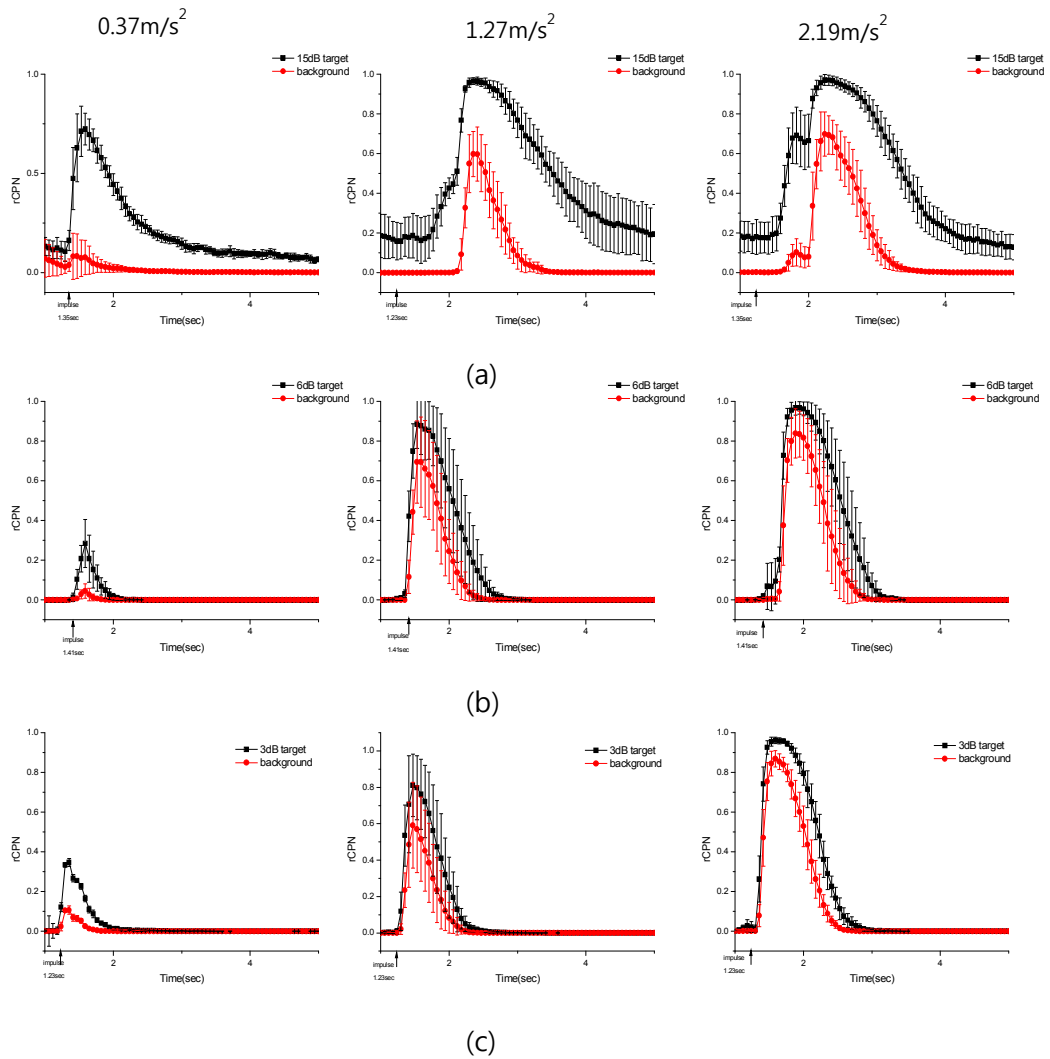 0.37m/s²
1.27m/s²
2.19m/s²
15dB target
background
1.0
0.5
0.0
rCPN
2
4
impulse
1.35sec
Time(sec)
15dB target
background
1.0
0.8
0.6
0.4
0.2
0.0
rCPN
2
4
impulse
1.23sec
Time(sec)
15dB target
background
1.0
0.8
0.6
0.4
0.2
0.0
rCPN
2
4
impulse
1.35sec
Time(sec)
(a)
6dB target
background
1.0
0.8
0.6
0.4
0.2
0.0
rCPN
2
4
impulse
1.41sec
Time(sec)
6dB target
background
1.0
0.8
0.6
0.4
0.2
0.0
rCPN
2
4
impulse
1.41sec
Time(sec)
6dB target
background
1.0
0.8
0.6
0.4
0.2
0.0
rCPN
2
4
impulse
1.41sec
Tine(sec)
(b)
3dB target
background
1.0
0.8
0.6
0.4
0.2
0.0
rCPN
2
4
impulse
1.23sec
Time(sec)
3dB target
background
1.0
0.8
0.6
0.4
0.2
0.0
rCPN
2
4
impulse
1.23sec
Time(sec)
3dB target
background
1.0
0.8
0.6
0.4
0.2
0.0
rCPN
2
4
impulse
1.23sec
Time(sec)
(c)